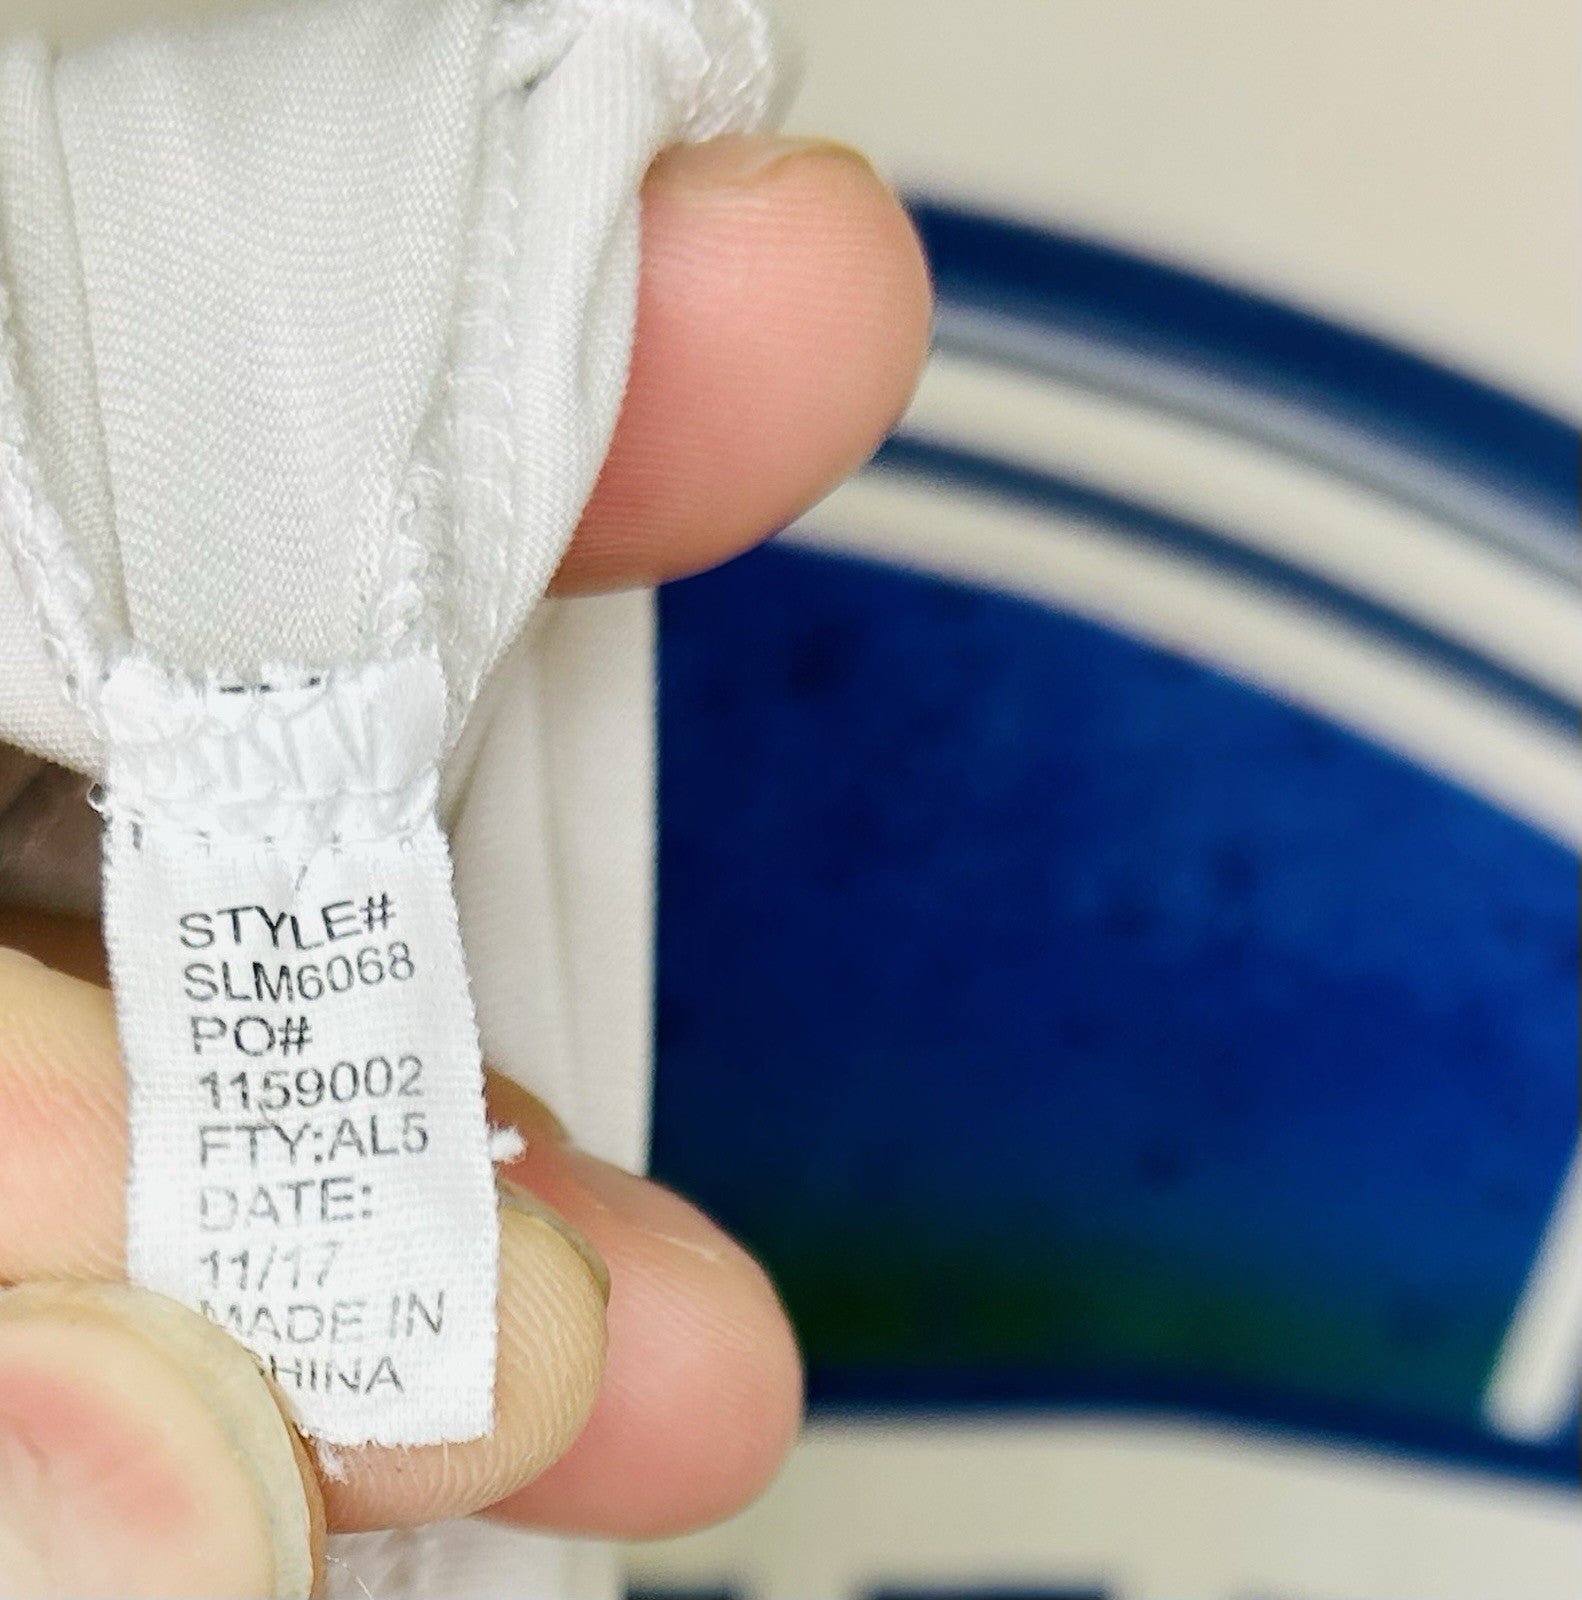 STYLE#
SLM6068
PO#
1159002
FTY:AL5
DATE:
11/17
MADE IN
CHINA